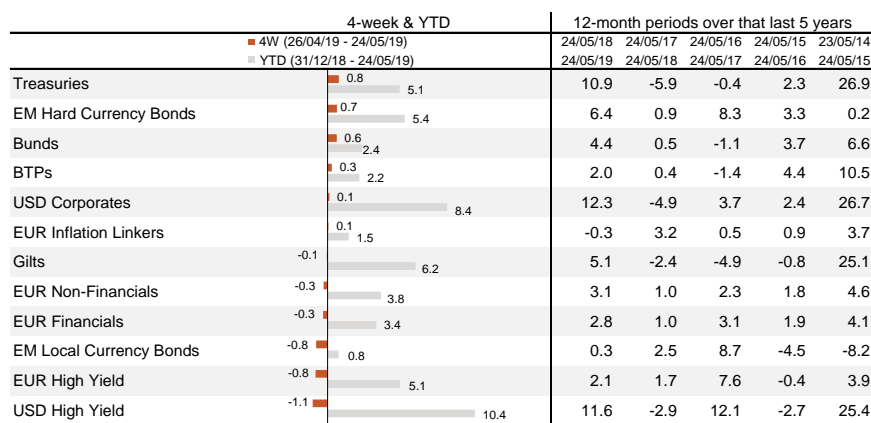 4-week & YTD 12-month periods over that last 5 years
4W (26/04/19 - 24/05/19) 24/05/18 24/05/17 24/05/16 24/05/15 23/05/14
YTD (31/12/18 - 24/05/19) 24/05/19 24/05/18 24/05/17 24/05/16 24/05/15
Treasuries 0.8 5.1 10.9 -5.9 -0.4 2.3 26.9
EM Hard Currency Bonds 0.7 5.4 6.4 0.9 8.3 3.3 0.2
Bunds 0.6 2.4 4.4 0.5 -1.1 3.7 6.6
BTPs 0.3 2.2 2.0 0.4 -1.4 4.4 10.5
USD Corporates 0.1 8.4 12.3 -4.9 3.7 2.4 26.7
EUR Inflation Linkers 0.1 1.5 -0.3 3.2 0.5 0.9 3.7
Gilts -0.1 6.2 5.1 -2.4 -4.9 -0.8 25.1
EUR Non-Financials -0.3 3.8 3.1 1.0 2.3 1.8 4.6
EUR Financials -0.3 3.4 2.8 1.0 3.1 1.9 4.1
EM Local Currency Bonds -0.8 0.8 0.3 2.5 8.7 -4.5 -8.2
EUR High Yield -0.8 5.1 2.1 1.7 7.6 -0.4 3.9
USD High Yield -1.1 10.4 11.6 -2.9 12.1 -2.7 25.4